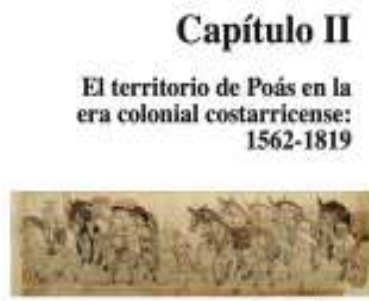 Capítulo II
El territorio de Poás en la
era colonial costarricense:
1562-1819